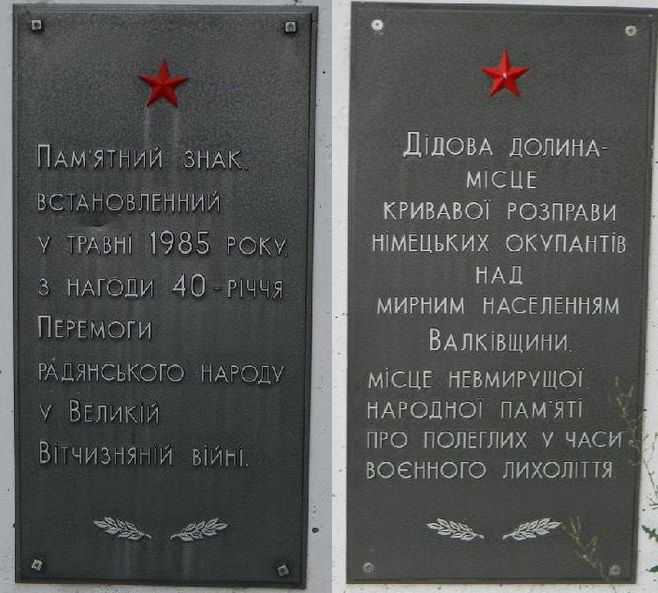 Пам'ятний знак,
встановленний
у травні 1985 року,
з нагоди 40-річчя
Перемоги
радянського народу
у Великій
Вітчизняній війні.
Дідова долина-
місце
кривавої розправи
німецьких окупантів
над
мирним населенням
Валківщини.
місце невмирущої
народної пам'яті
про полеглих у часи
воєнного лихоліття.